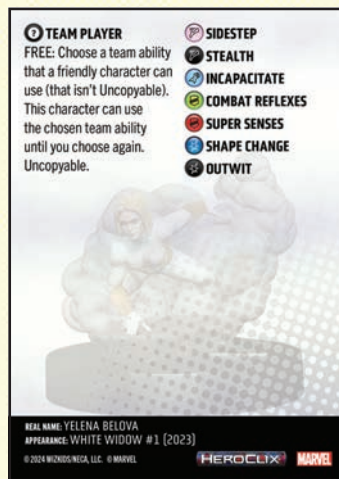 ? TEAM PLAYER
FREE: Choose a team ability
that a friendly character can
use (that isn't Uncopyable).
This character can use
the chosen team ability
until you choose again.
Uncopyable.
SIDESTEP
STEALTH
INCAPACITATE
COMBAT REFLEXES
SUPER SENSES
SHAPE CHANGE
OUTWIT
REAL NAME: YELENA BELOVA
APPEARANCE: WHITE WIDOW #1 (2023)
© 2024 WIZKIDS/NECA, LLC. © MARVEL
HEROCLIX
MARVEL